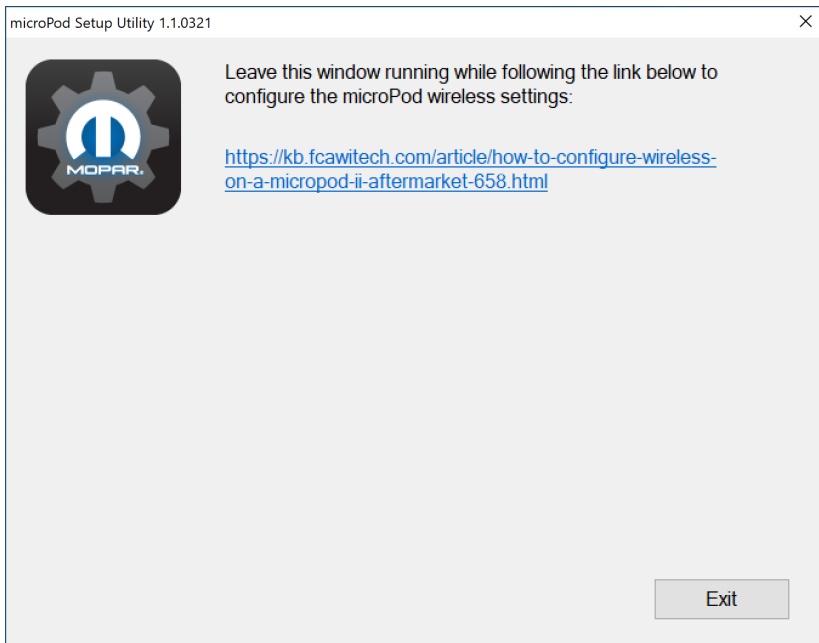 microPod Setup Utility 1.1.0321
Leave this window running while following the link below to
configure the microPod wireless settings:
MOPAR.
https://kb.fcawitech.com/article/how-to-configure-wireless-
on-a-micropod-ii-aftermarket-658.html
Exit